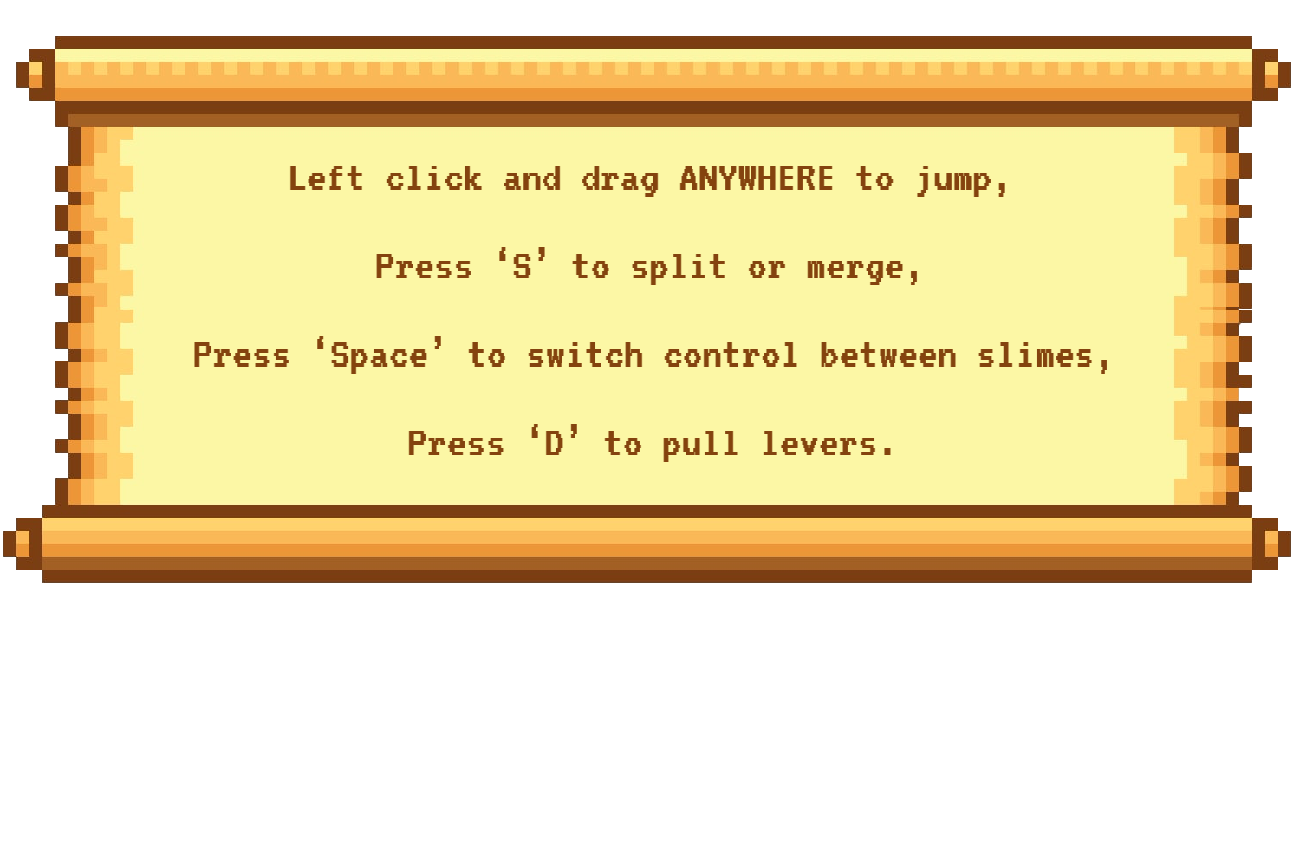 Left click and drag ANYWHERE to jump,
Press ‘S’ to split or merge,
Press ‘Space’ to switch control between slimes,
Press ‘D’ to pull levers.